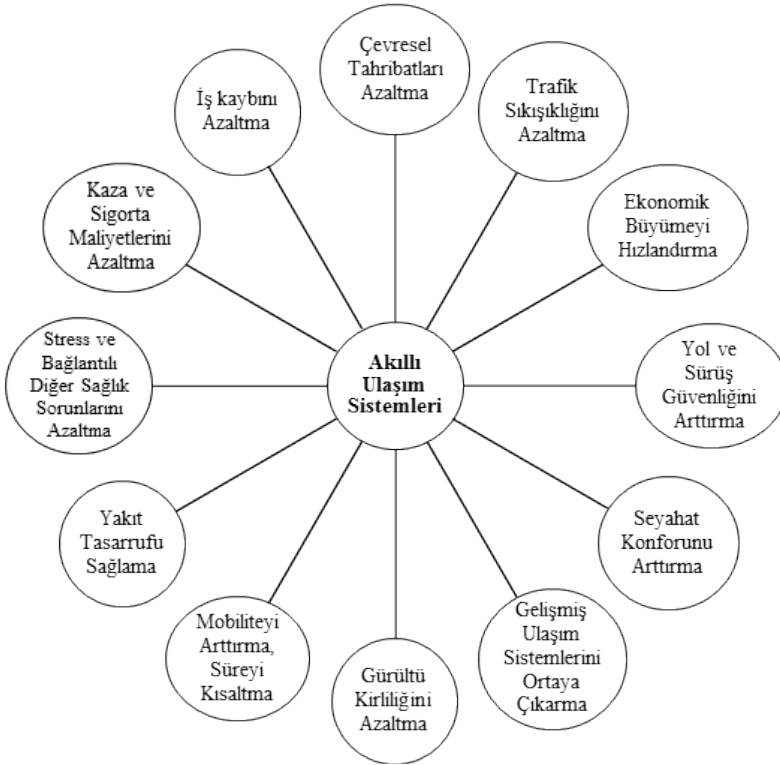 Çevresel
Tahribatları
Azaltma
Trafik
Sıkışıklığını
Azaltma
Ekonomik
Büyümeyi
Hızlandırma
Yol ve
Sürüş
Güvenliğini
Arttırma
Seyahat
Konforunu
Arttırma
Gelişmiş
Ulaşım
Sistemlerini
Ortaya
Çıkarma
Gürültü
Kirliliğini
Azaltma
Mobiliteyi
Arttırma,
Süreyi
Kısaltma
Yakıt
Tasarrufu
Sağlama
Stress ve
Bağlantılı
Diğer Sağlık
Sorunlarını
Azaltma
Kaza ve
Sigorta
Maliyetlerini
Azaltma
İş kaybını
Azaltma
Akıllı
Ulaşım
Sistemleri